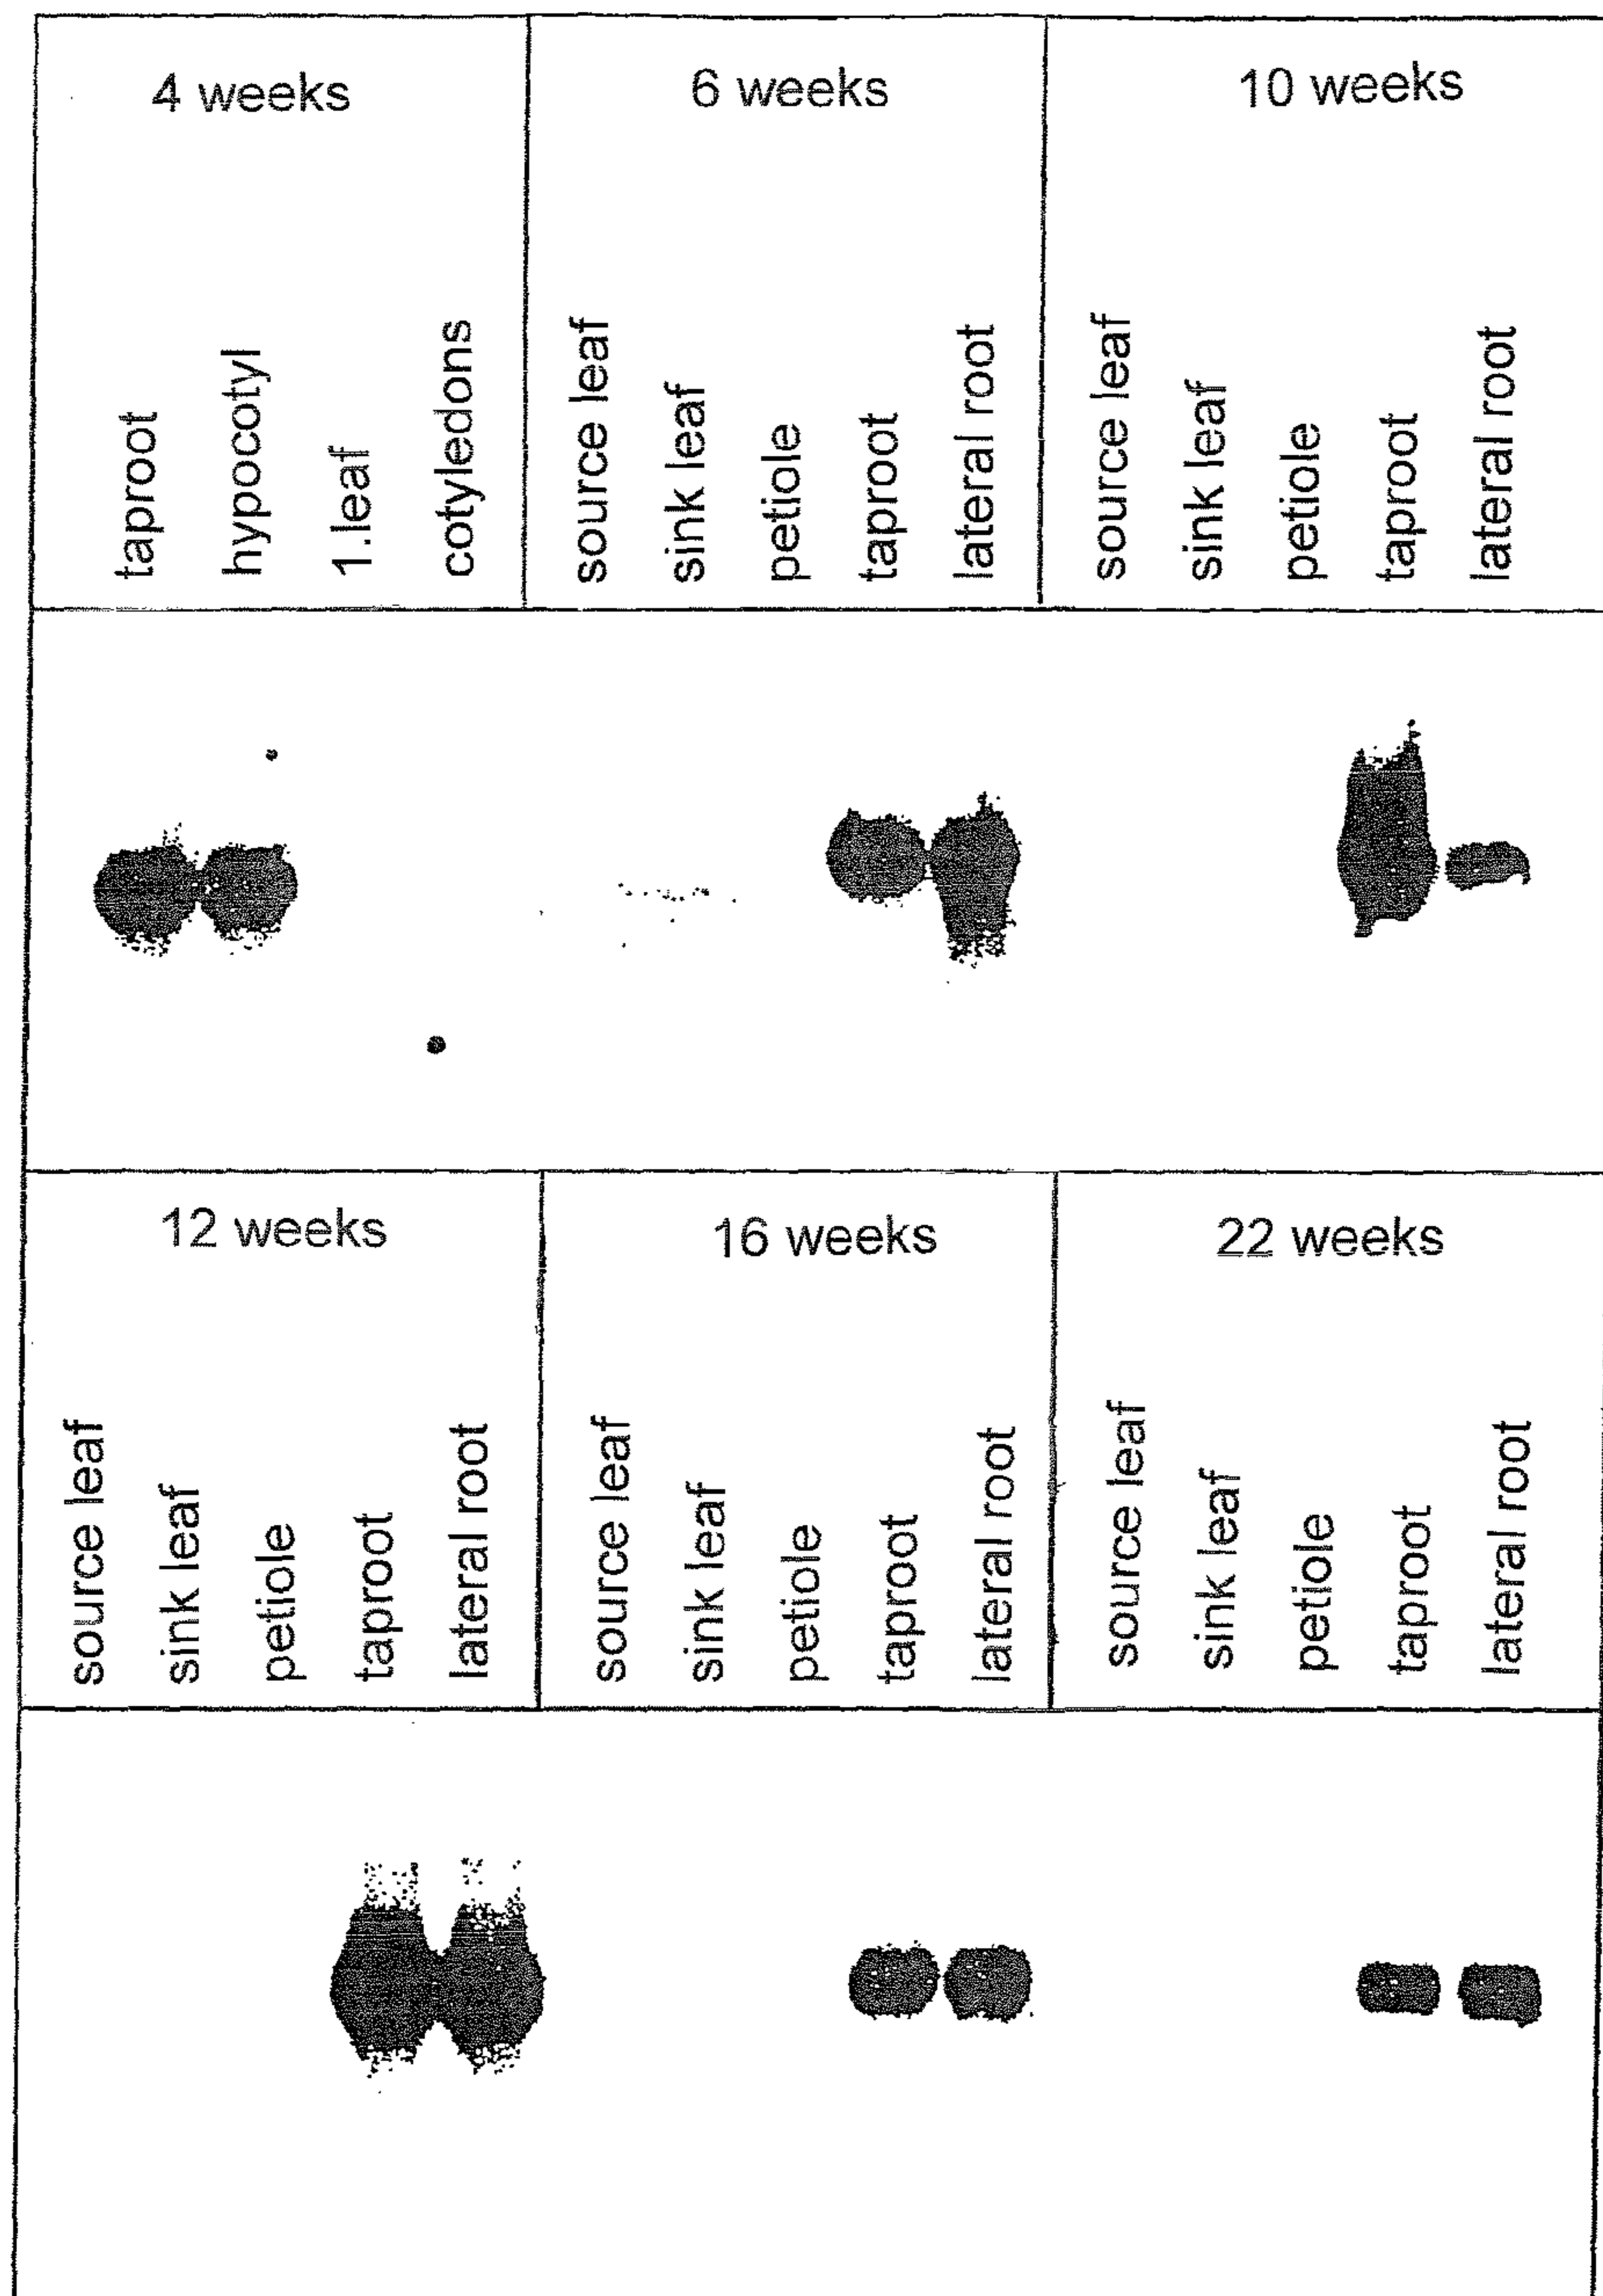 4 weeks
6 weeks
10 weeks
taproot
hypocotyl
1.leaf
cotyledons
source leaf
sink leaf
petiole
taproot
lateral root
source leaf
sink leaf
petiole
taproot
lateral root
12 weeks
16 weeks
22 weeks
source leaf
sink leaf
petiole
taproot
lateral root
source leaf
sink leaf
petiole
taproot
lateral root
source leaf
sink leaf
petiole
taproot
lateral root